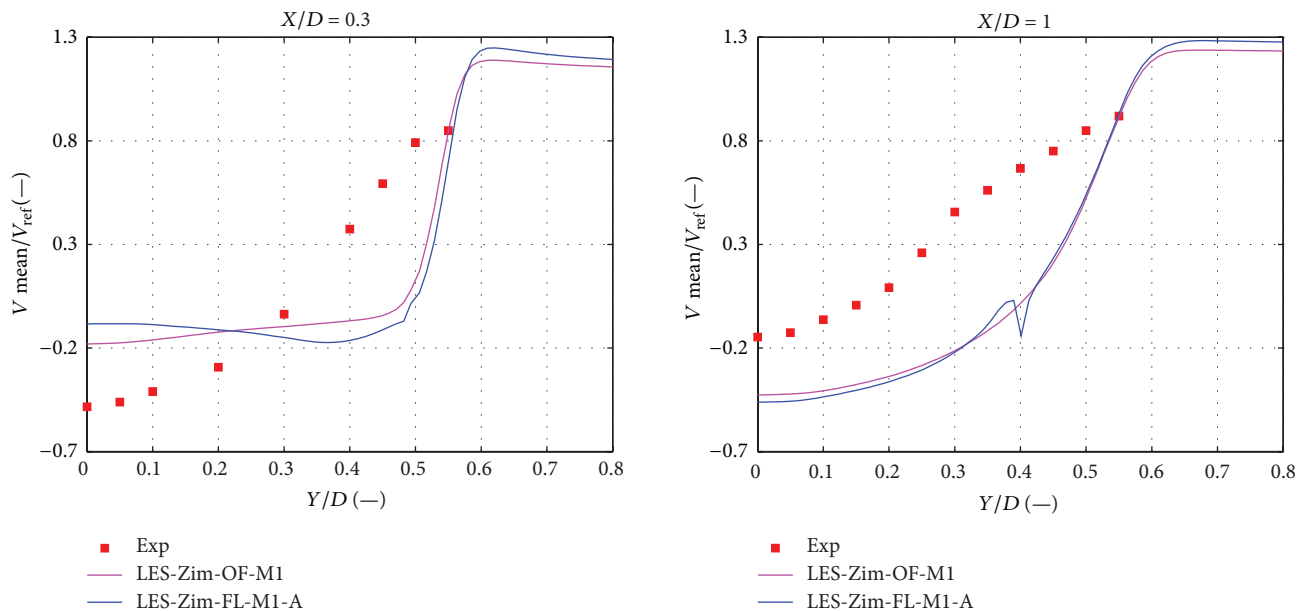 X/D = 0.3
1.3
0.8
0.3
−0.2
−0.7
V mean/V_ref(—)
0 0.1 0.2 0.3 0.4 0.5 0.6 0.7 0.8
Y/D (—)
Exp
LES-Zim-OF-M1
LES-Zim-FL-M1-A
X/D = 1
1.3
0.8
0.3
−0.2
−0.7
V mean/V_ref(—)
0 0.1 0.2 0.3 0.4 0.5 0.6 0.7 0.8
Y/D (—)
Exp
LES-Zim-OF-M1
LES-Zim-FL-M1-A